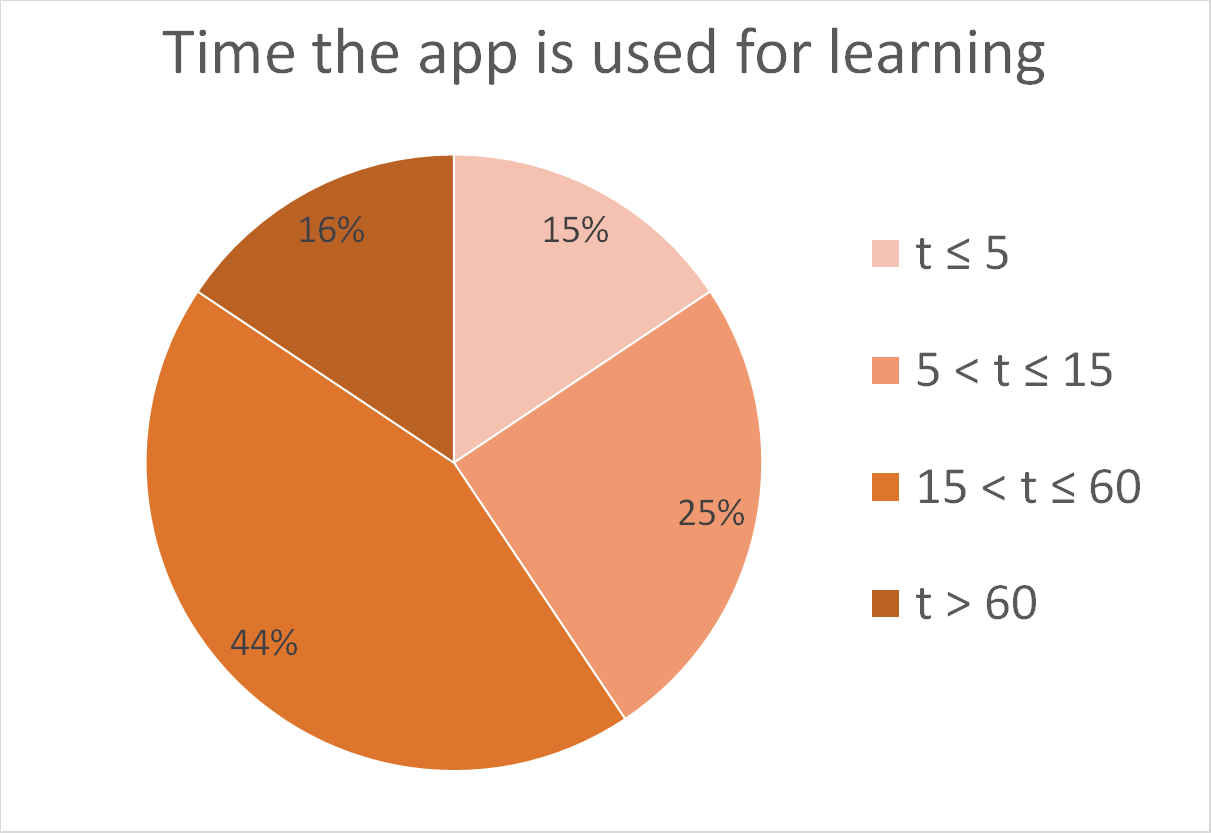 Time the app is used for learning
16%
15%
25%
44%
t ≤ 5
5 < t ≤ 15
15 < t ≤ 60
t > 60